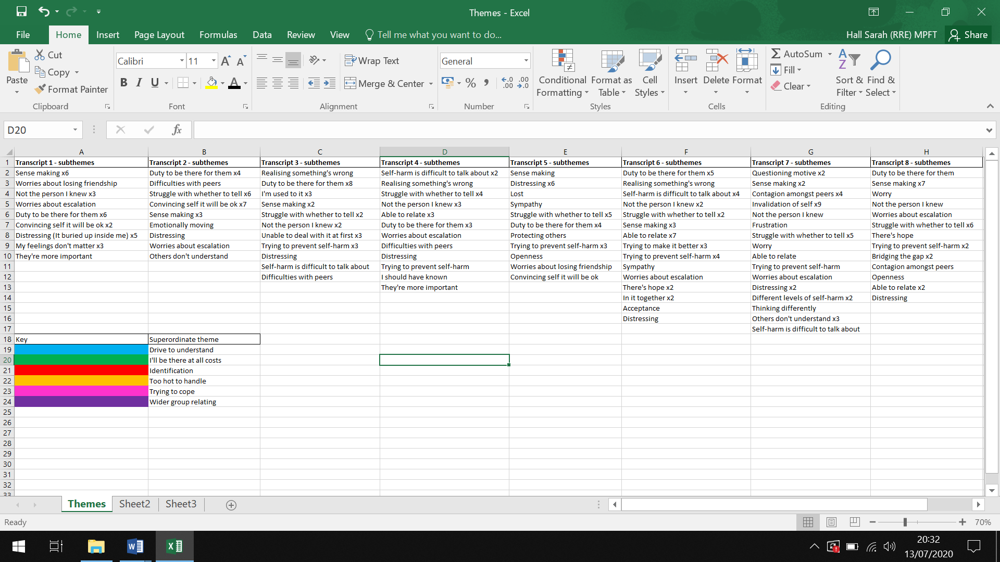 Themes - Excel
File Home Insert Page Layout Formulas Data Review View Tell me what you want to do... Hall Sarah (RRE) MPFT Share
Paste Cut Copy Format Painter Clipboard
Calibri 11 B I U A Font
Wrap Text Merge & Center Alignment
General % Number
Conditional Formatting Format as Table Cell Styles Styles
Insert Delete Format Cells
AutoSum Fill Clear Sort & Filter Find & Select Editing
D20 fx
A B C D E F G H
1 Transcript 1 - subthemes Transcript 2 - subthemes Transcript 3 - subthemes Transcript 4 - subthemes Transcript 5 - subthemes Transcript 6 - subthemes Transcript 7 - subthemes Transcript 8 - subthemes
2 Sense making x6 Duty to be there for them x4 Realising something's wrong Self-harm is difficult to talk about x2 Sense making Duty to be there for them x5 Questioning motive x2 Duty to be there for them
3 Worries about losing friendship Difficulties with peers Duty to be there for them x8 Realising something's wrong Distressing x6 Realising something's wrong Sense making x2 Sense making x7
4 Not the person I knew x3 Struggle with whether to tell x6 I'm used to it x3 Struggle with whether to tell x4 Lost Self-harm is difficult to talk about x4 Contagion amongst peers x4 Worry
5 Worries about escalation Convincing self it will be ok x7 Sense making x2 Not the person I knew x3 Sympathy Not the person I knew x2 Invalidation of self x9 Not the person I knew
6 Duty to be there for them x6 Sense making x3 Struggle with whether to tell x2 Able to relate x3 Struggle with whether to tell x5 Struggle with whether to tell x2 Not the person I knew Worries about escalation
7 Convincing self it will be ok x2 Emotionally moving Not the person I knew x2 Duty to be there for them x3 Duty to be there for them x4 Sense making x3 Frustration Struggle with whether to tell x6
8 Distressing (It buried up inside me) x5 Distressing Unable to deal with it at first x3 Worries about escalation Protecting others Able to relate x7 Struggle with whether to tell x5 There's hope
9 My feelings don't matter x3 Worries about escalation Trying to prevent self-harm x3 Difficulties with peers Trying to prevent self-harm x3 Trying to make it better x3 Worry Trying to prevent self-harm x2
10 They're more important Others don't understand Distressing Distressing Openness Trying to prevent self-harm x4 Able to relate Bridging the gap x2
11 Self-harm is difficult to talk about Trying to prevent self-harm Worries about losing friendship Sympathy Trying to prevent self-harm Contagion amongst peers
12 Difficulties with peers I should have known Convincing self it will be ok Worries about escalation Worries about escalation Openness
13 They're more important There's hope x2 Distressing x2 Able to relate x2
14 In it together x2 Different levels of self-harm x2 Distressing
15 Acceptance Thinking differently
16 Distressing Others don't understand x3
17 Self-harm is difficult to talk about
18 Key Superordinate theme
19 Drive to understand
20 I'll be there at all costs
21 Identification
22 Too hot to handle
23 Trying to cope
24 Wider group relating
25
26
27
28
29
30
31
32
33
Themes Sheet2 Sheet3
Ready 70%
20:32
13/07/2020